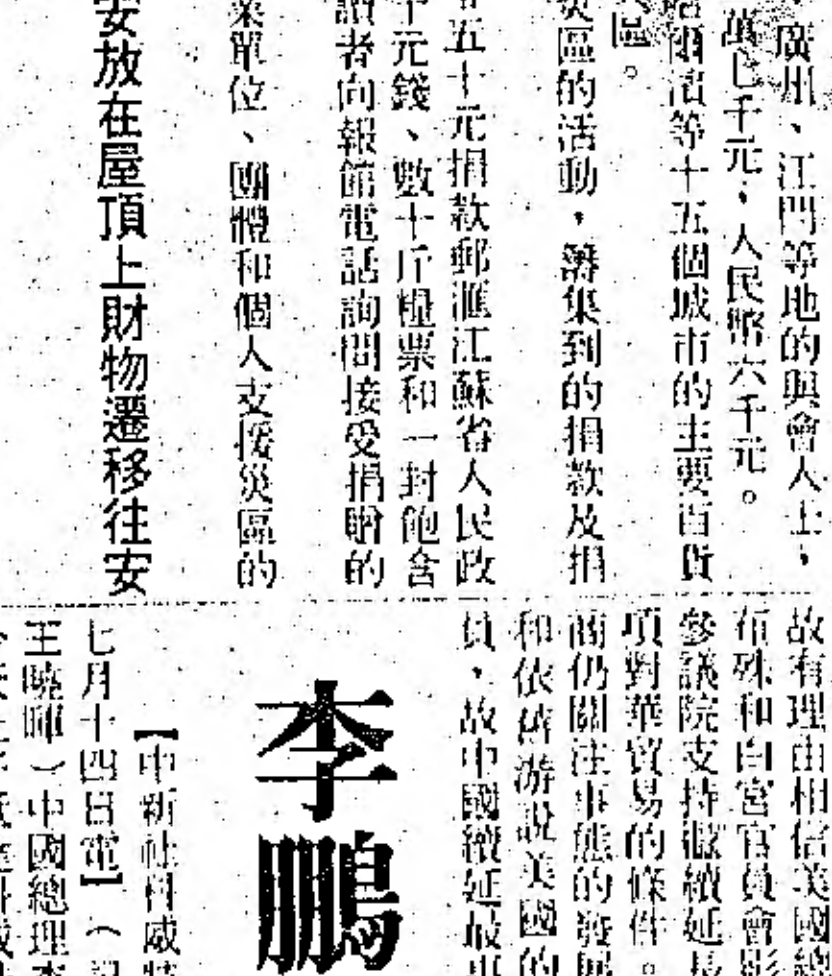 、廣州、江門等地的與會人士，
萬七千元，人民幣六千元。
爾濱等十五個城市的主要百貨
區。
災區的活動，籌集到的捐款及捐
五十元捐款郵滙江蘇省人民政
千元錢、數十斤糧票和一封飽含
讀者向報館電話詢問接受捐贈的
業單位、團體和個人支援災區的
安放在屋頂上財物遷移往安
故有理由相信美國總
布殊和白宮官員會影
參議院支持繼續延長
項對華貿易的條件。
商仍關注事態的發展
和依舊游說美國的
員，故中國續延最惠
李鵬
【中新社科威特
七月十四日電】（記
王曉暉）中國總理李